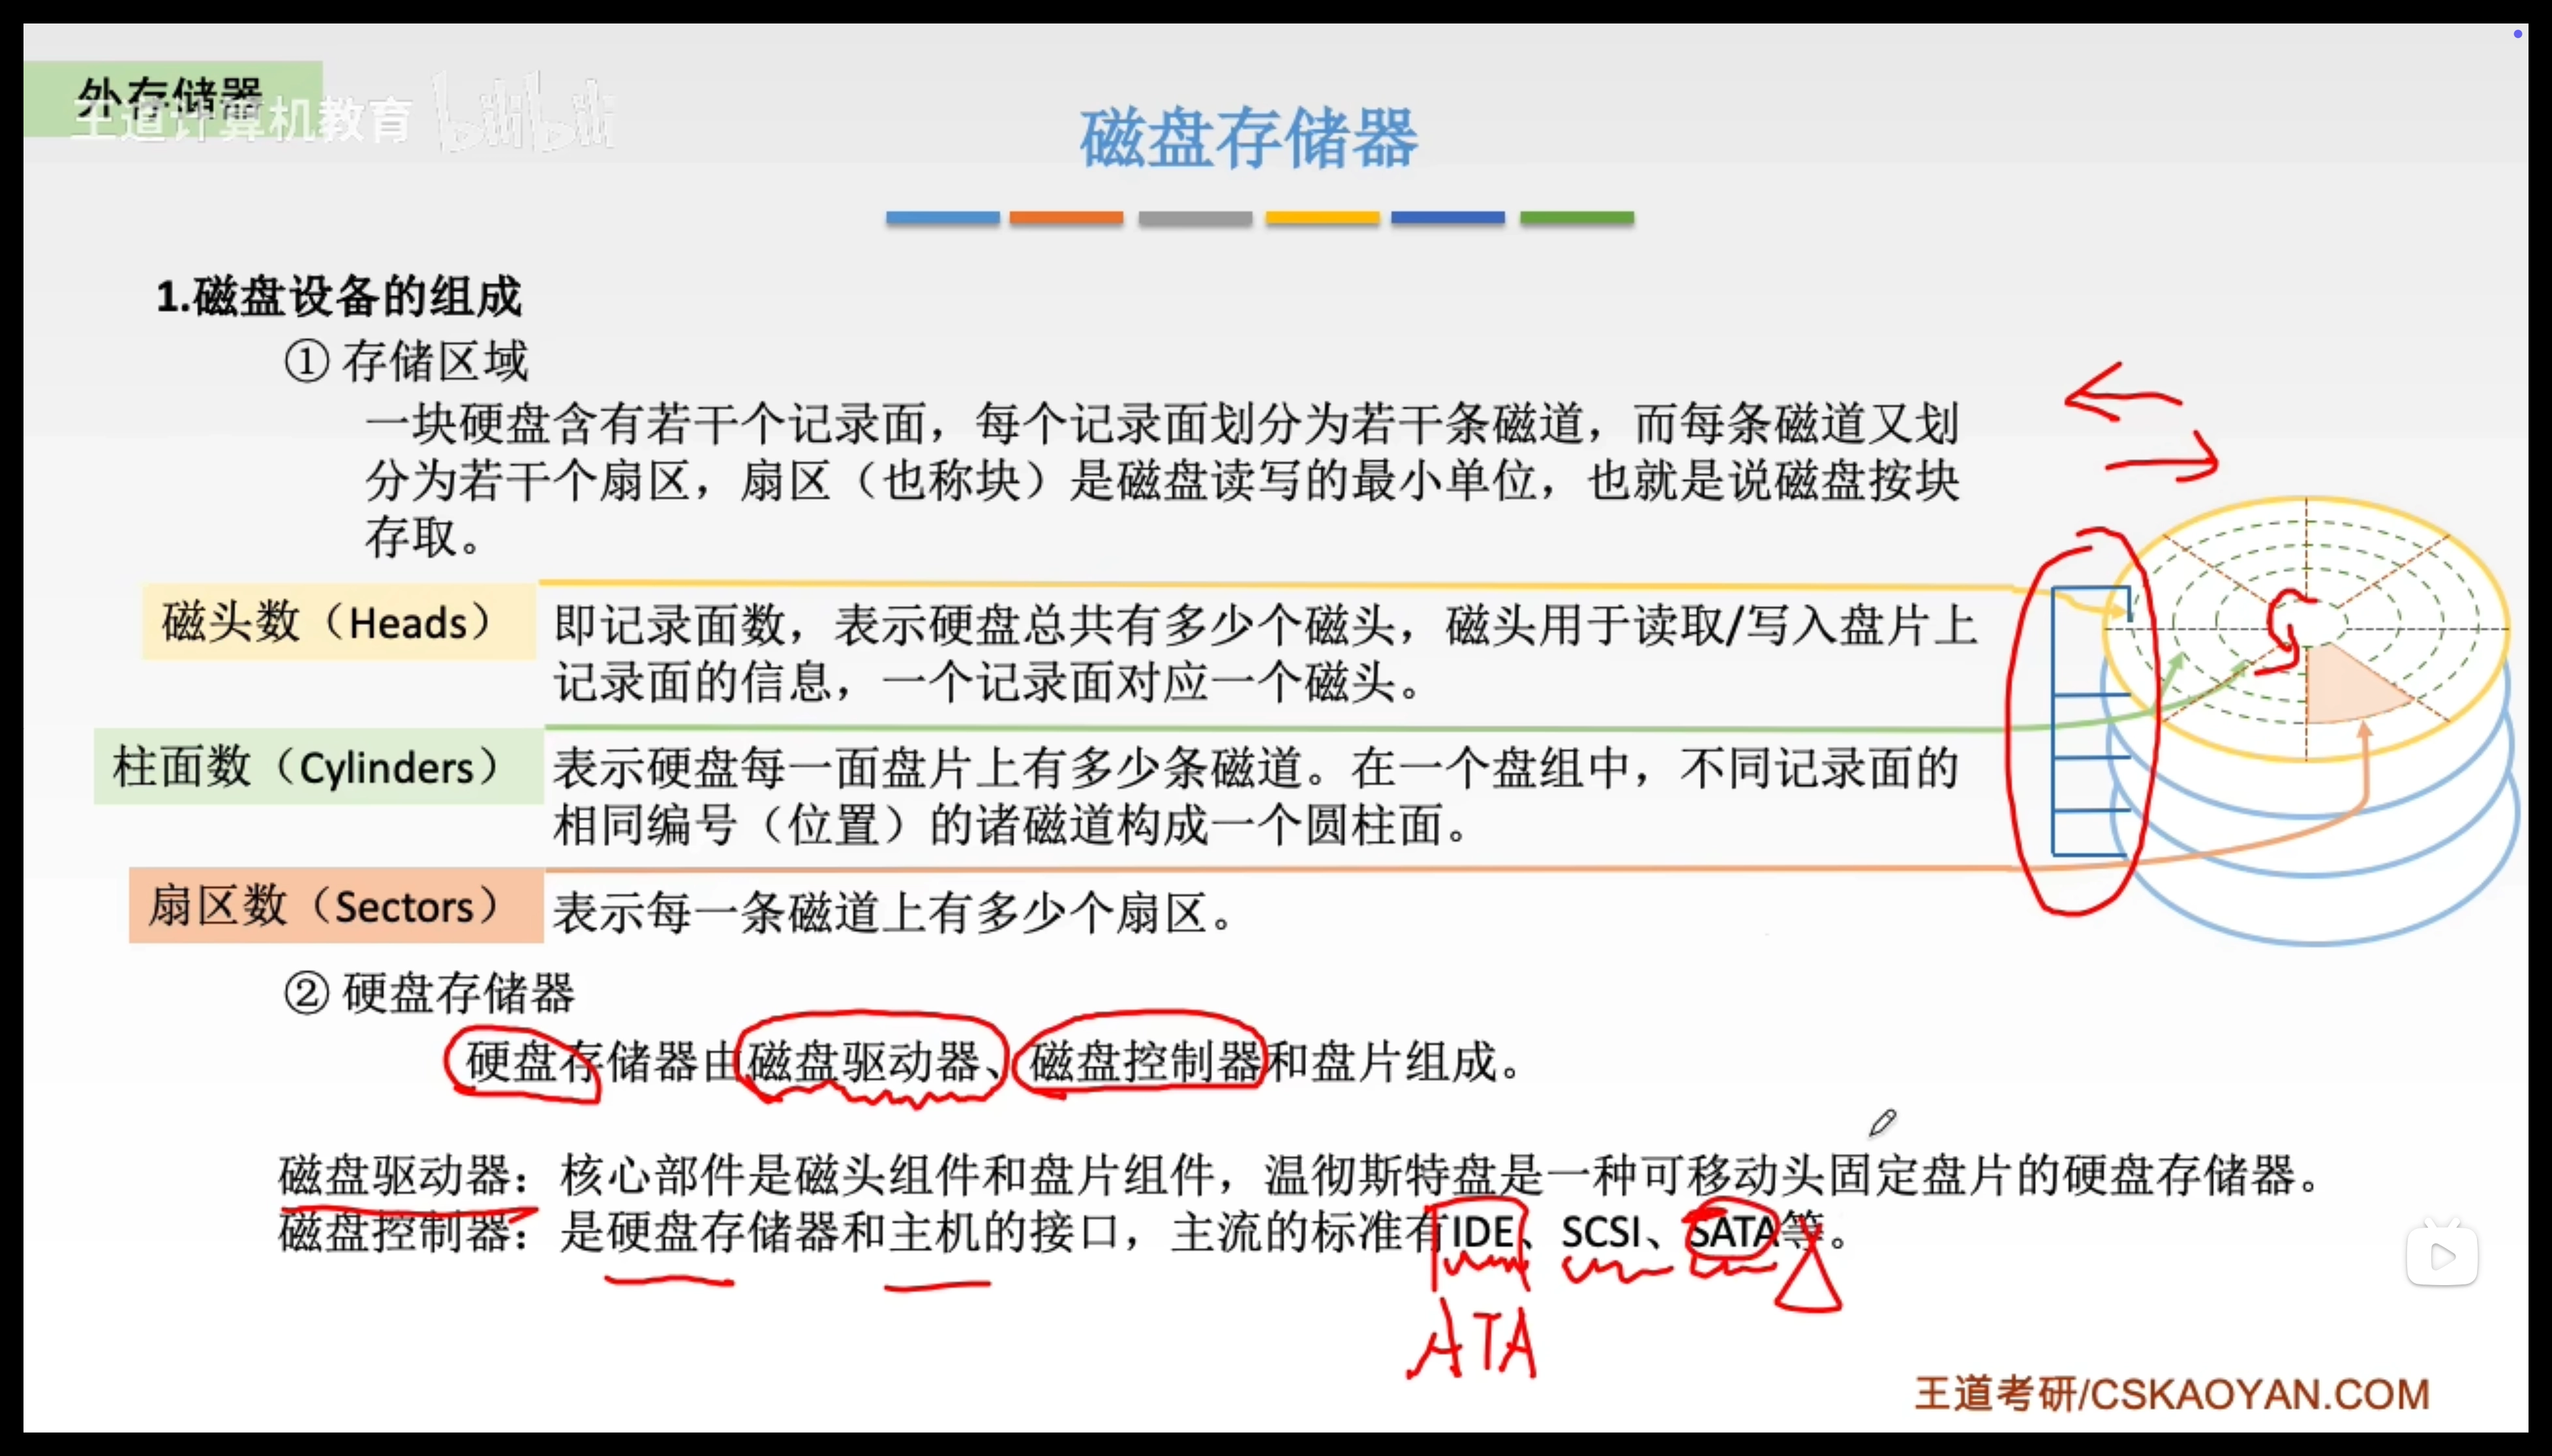 外存储器
王道计算机教育 bilibili
磁盘存储器
1.磁盘设备的组成
① 存储区域
一块硬盘含有若干个记录面，每个记录面划分为若干条磁道，而每条磁道又划
分为若干个扇区，扇区（也称块）是磁盘读写的最小单位，也就是说磁盘按块
存取。
磁头数（Heads）
即记录面数，表示硬盘总共有多少个磁头，磁头用于读取/写入盘片上
记录面的信息，一个记录面对应一个磁头。
柱面数（Cylinders）
表示硬盘每一面盘片上有多少条磁道。在一个盘组中，不同记录面的
相同编号（位置）的诸磁道构成一个圆柱面。
扇区数（Sectors）
表示每一条磁道上有多少个扇区。
② 硬盘存储器
硬盘存储器由磁盘驱动器、磁盘控制器和盘片组成。
磁盘驱动器：核心部件是磁头组件和盘片组件，温彻斯特盘是一种可移动头固定盘片的硬盘存储器。
磁盘控制器：是硬盘存储器和主机的接口，主流的标准有IDE、SCSI、SATA等。
ATA
王道考研/CSKAOYAN.COM